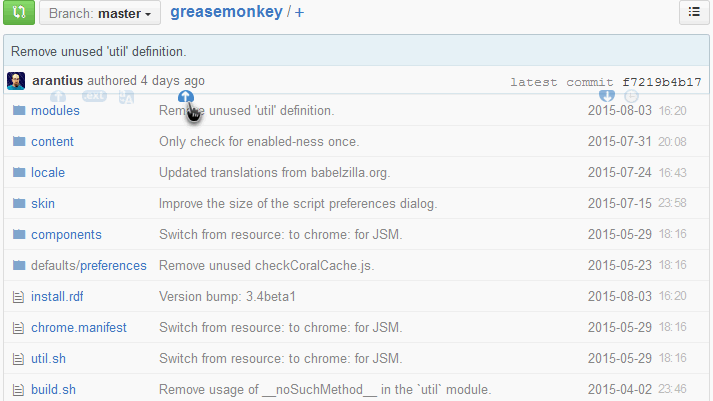 Branch: master greasemonkey / +
Remove unused 'util' definition.
arantius authored 4 days ago latest commit f7219b4b17
modules Remove unused 'util' definition. 2015-08-03 16:20
content Only check for enabled-ness once. 2015-07-31 20:08
locale Updated translations from babelzilla.org. 2015-07-24 16:43
skin Improve the size of the script preferences dialog. 2015-07-15 23:58
components Switch from resource: to chrome: for JSM. 2015-05-29 18:16
defaults/preferences Remove unused checkCoralCache.js. 2015-05-23 18:16
install.rdf Version bump: 3.4beta1 2015-08-03 16:20
chrome.manifest Switch from resource: to chrome: for JSM. 2015-05-29 18:16
util.sh Switch from resource: to chrome: for JSM. 2015-05-29 18:16
build.sh Remove usage of __noSuchMethod__ in the `util` module. 2015-04-02 23:46